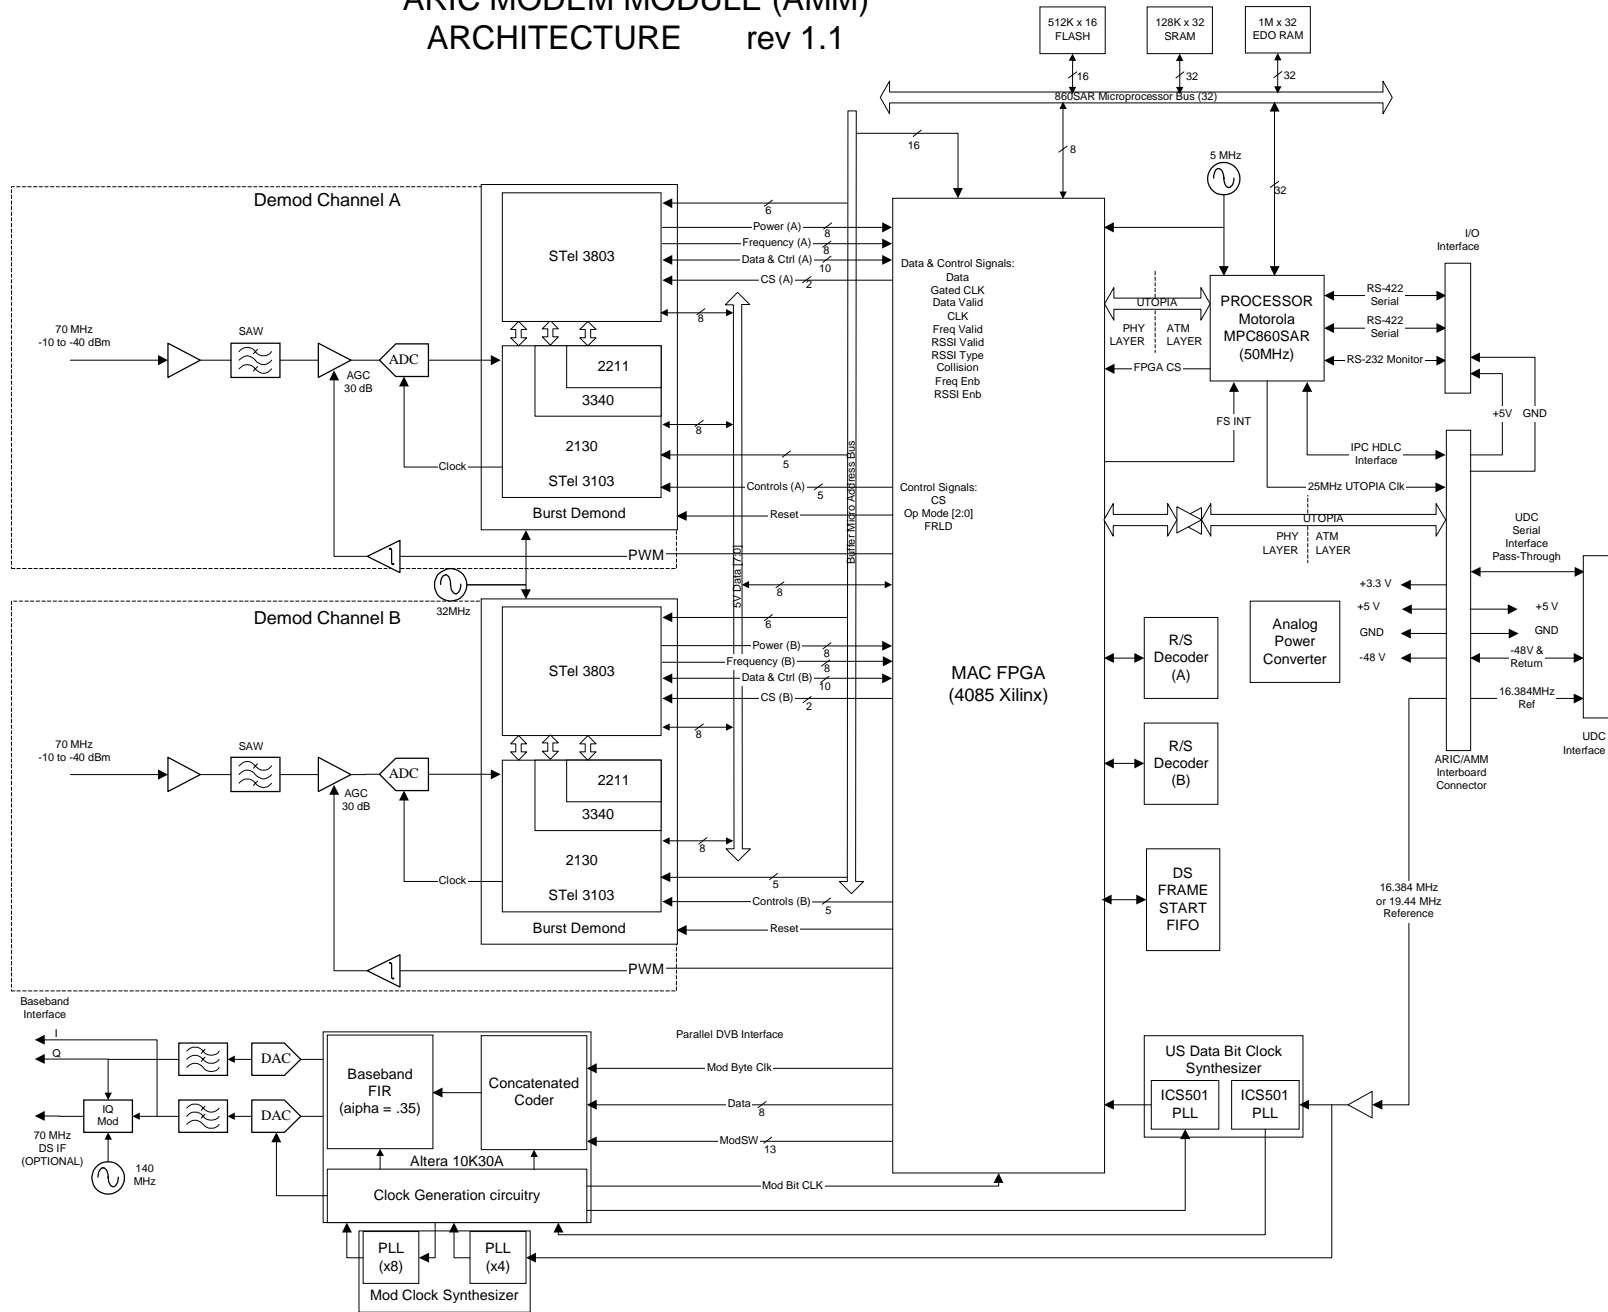 ARIC MODEM MODULE (AMM)
ARCHITECTURE rev 1.1
512K x 16
FLASH
128K x 32
SRAM
1M x 32
EDO RAM
16
32
32
860SAR Microprocessor Bus (32)
16
8
32
5 MHz
Demod Channel A
STel 3803
6
Power (A)
8
Frequency (A)
8
Data & Ctrl (A)
10
CS (A)
2
8
70 MHz
-10 to -40 dBm
SAW
AGC
30 dB
ADC
2211
3340
2130
STel 3103
Burst Demond
Clock
8
5
Controls (A)
5
Reset
PWM
32MHz
5V Data [7:0]
Buffer Micro Address Bus
8
Data & Control Signals:
Data
Gated CLK
Data Valid
CLK
Freq Valid
RSSI Valid
RSSI Type
Collision
Freq Enb
RSSI Enb
Control Signals:
CS
Op Mode [2:0]
FRLD
MAC FPGA
(4085 Xilinx)
UTOPIA
PHY
LAYER
ATM
LAYER
FPGA CS
FS INT
PROCESSOR
Motorola
MPC860SAR
(50MHz)
I/O
Interface
RS-422
Serial
RS-422
Serial
RS-232 Monitor
+5V
GND
IPC HDLC
Interface
25MHz UTOPIA Clk
UTOPIA
PHY
LAYER
ATM
LAYER
UDC
Serial
Interface
Pass-Through
+3.3 V
+5 V
GND
-48 V
+5 V
GND
-48V &
Return
16.384MHz
Ref
UDC
Interface
ARIC/AMM
Interboard
Connector
Analog
Power
Converter
R/S
Decoder
(A)
R/S
Decoder
(B)
DS
FRAME
START
FIFO
16.384 MHz
or 19.44 MHz
Reference
Demod Channel B
STel 3803
6
Power (B)
8
Frequency (B)
8
Data & Ctrl (B)
10
CS (B)
2
8
70 MHz
-10 to -40 dBm
SAW
AGC
30 dB
ADC
2211
3340
2130
STel 3103
Burst Demond
Clock
8
5
Controls (B)
5
Reset
PWM
Baseband
Interface
I
Q
IQ
Mod
70 MHz
DS IF
(OPTIONAL)
140
MHz
DAC
DAC
Baseband
FIR
(aipha = .35)
Concatenated
Coder
Altera 10K30A
Clock Generation circuitry
Parallel DVB Interface
Mod Byte Clk
Data
8
ModSW
13
Mod Bit CLK
US Data Bit Clock
Synthesizer
ICS501
PLL
ICS501
PLL
PLL
(x8)
PLL
(x4)
Mod Clock Synthesizer